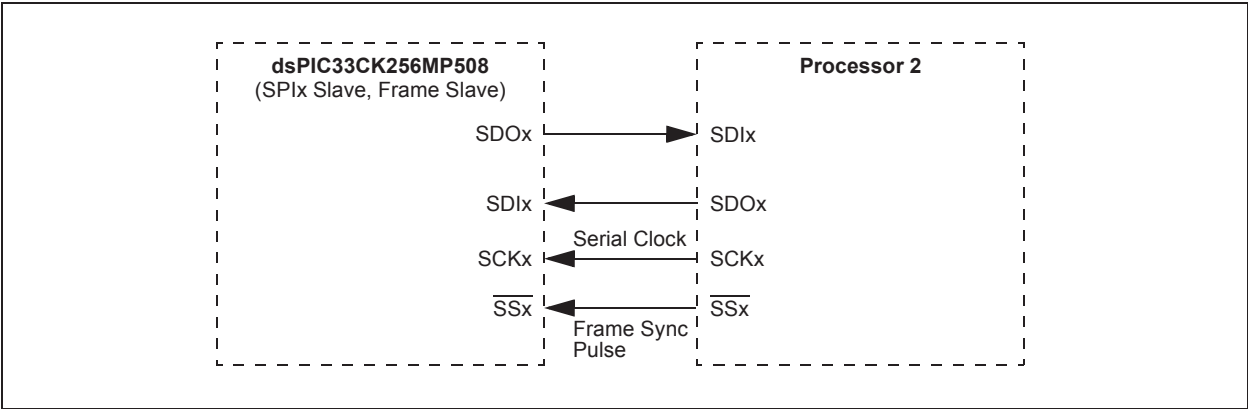 dsPIC33CK256MP508
(SPIx Slave, Frame Slave)
Processor 2
SDOx
SDIx
SDIx
SDOx
Serial Clock
SCKx
SCKx
SSx
SSx
Frame Sync
Pulse